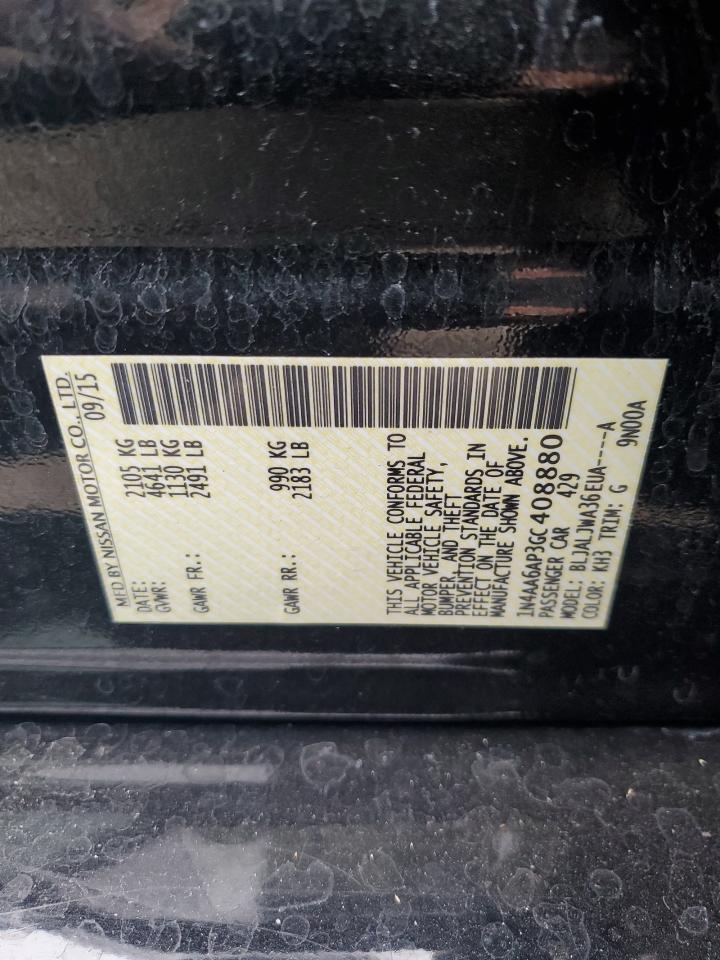 MFD BY NISSAN MOTOR CO., LTD.
DATE: 09/15
GVWR: 2105 KG
4641 LB
GAWR FR.: 1130 KG
2491 LB
GAWR RR.: 990 KG
2183 LB
THIS VEHICLE CONFORMS TO
ALL APPLICABLE FEDERAL
MOTOR VEHICLE SAFETY,
BUMPER, AND THEFT
PREVENTION STANDARDS IN
EFFECT ON THE DATE OF
MANUFACTURE SHOWN ABOVE.
1N4AA6AP3GC408880
PASSENGER CAR 429
MODEL: BLJALJWA36EUA----A
COLOR: KH3 TRIM: G 9N00A